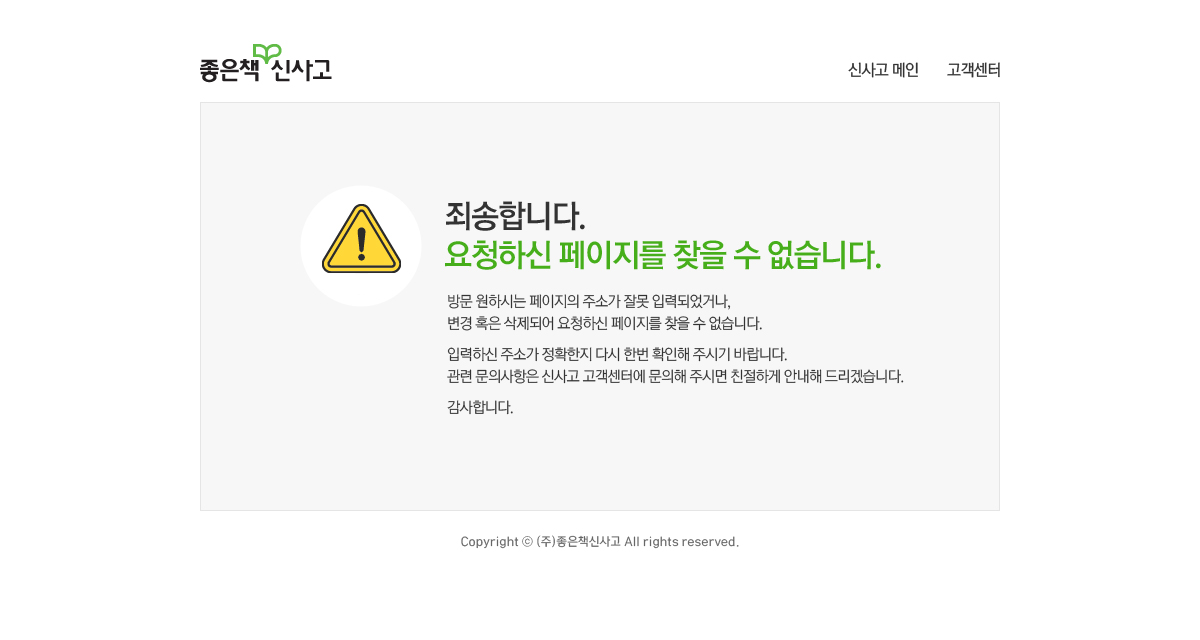 좋은책 신사고
신사고 메인 고객센터
죄송합니다.
요청하신 페이지를 찾을 수 없습니다.
방문 원하시는 페이지의 주소가 잘못 입력되었거나,
변경 혹은 삭제되어 요청하신 페이지를 찾을 수 없습니다.
입력하신 주소가 정확한지 다시 한번 확인해 주시기 바랍니다.
관련 문의사항은 신사고 고객센터에 문의해 주시면 친절하게 안내해 드리겠습니다.
감사합니다.
Copyright ⓒ (주)좋은책신사고 All rights reserved.